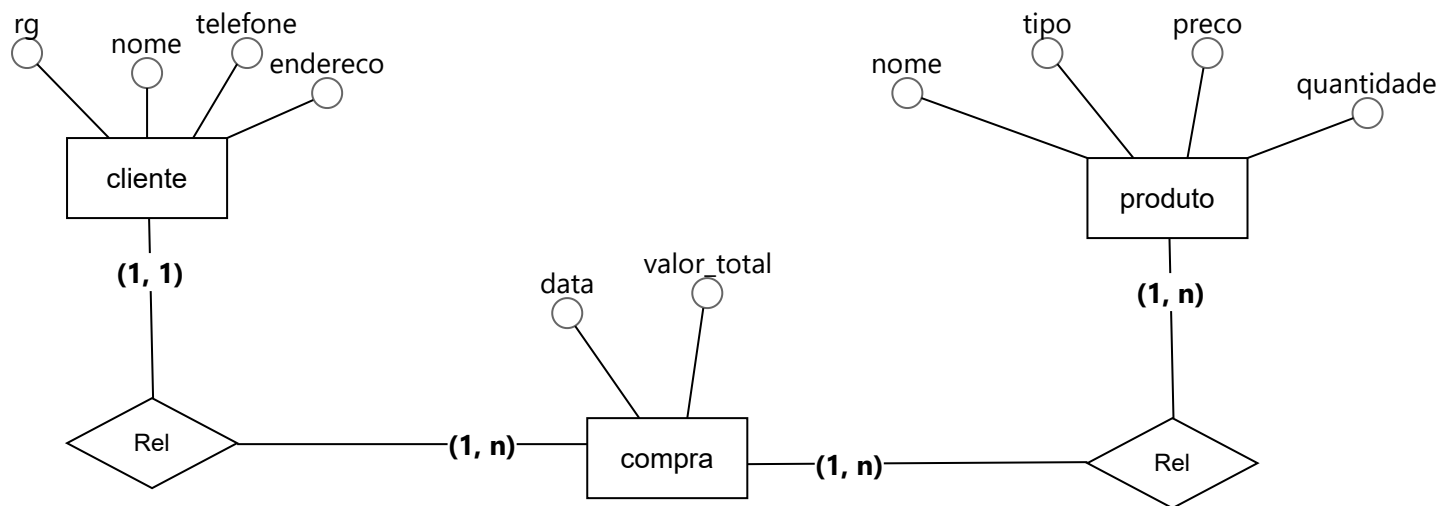 rg
nome
telefone
endereco
cliente
(1, 1)
Rel
(1, n)
data
valor_total
compra
(1, n)
nome
tipo
preco
quantidade
produto
(1, n)
Rel